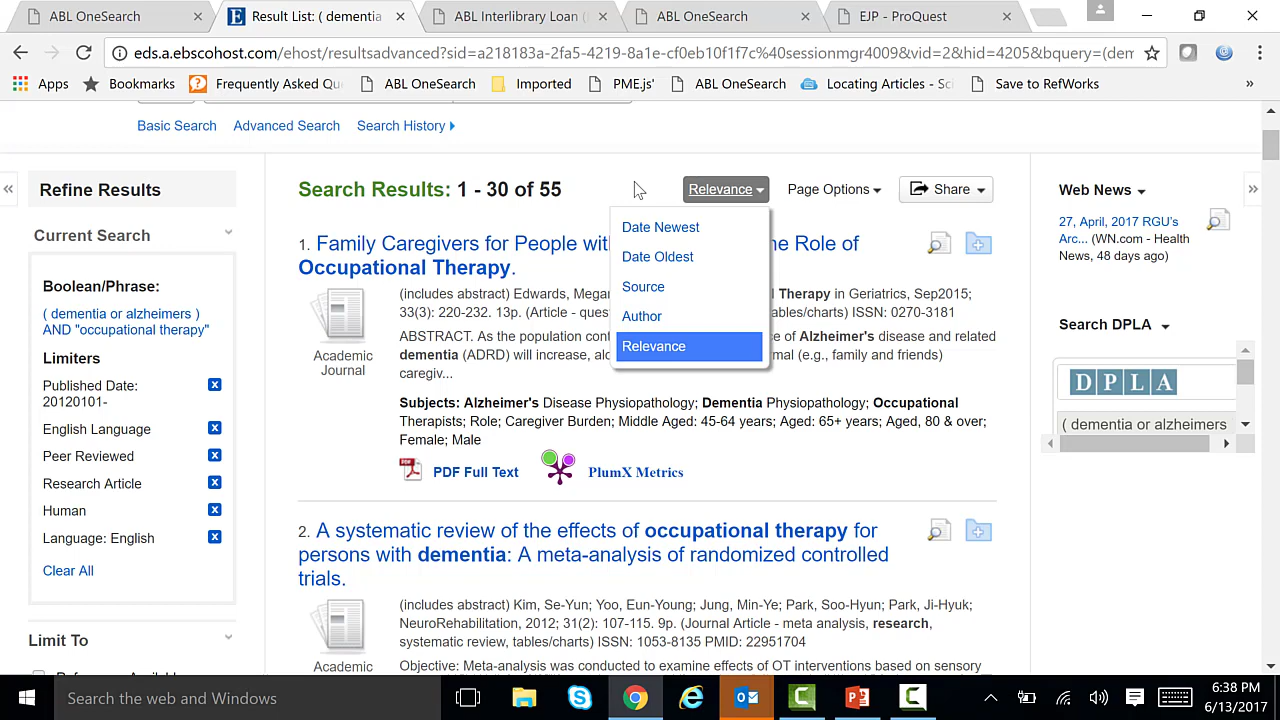 ABL OneSearch
Result List: ( dementia
ABL Interlibrary Loan (
ABL OneSearch
EJP - ProQuest
eds.a.ebscohost.com/ehost/resultsadvanced?sid=a218183a-2fa5-4219-8a1e-cf0eb10f1f7c%40sessionmgr4009&vid=2&hid=4205&bquery=(dem
Apps
Bookmarks
Frequently Asked Qu
ABL OneSearch
Imported
PME.js'
ABL OneSearch
Locating Articles - Sci
Save to RefWorks
»
Basic Search
Advanced Search
Search History
Refine Results
Current Search
Boolean/Phrase:
( dementia or alzheimers )
AND "occupational therapy"
Limiters
Published Date:
20120101-
English Language
Peer Reviewed
Research Article
Human
Language: English
Clear All
Limit To
Search Results: 1 - 30 of 55
Relevance
Page Options
Share
Date Newest
Date Oldest
Source
Author
Relevance
1. Family Caregivers for People wit he Role of
Occupational Therapy.
Academic
Journal
(includes abstract) Edwards, Megan Therapy in Geriatrics, Sep2015;
33(3): 220-232. 13p. (Article - ques tables/charts) ISSN: 0270-3181
ABSTRACT. As the population con ce of Alzheimer's disease and related
dementia (ADRD) will increase, alo mal (e.g., family and friends)
caregiv...
Subjects: Alzheimer's Disease Physiopathology; Dementia Physiopathology; Occupational
Therapists; Role; Caregiver Burden; Middle Aged: 45-64 years; Aged: 65+ years; Aged, 80 & over;
Female; Male
PDF Full Text
PlumX Metrics
2. A systematic review of the effects of occupational therapy for
persons with dementia: A meta-analysis of randomized controlled
trials.
Academic
(includes abstract) Kim, Se-Yun; Yoo, Eun-Young; Jung, Min-Ye; Park, Soo-Hyun; Park, Ji-Hyuk;
NeuroRehabilitation, 2012; 31(2): 107-115. 9p. (Journal Article - meta analysis, research,
systematic review, tables/charts) ISSN: 1053-8135 PMID: 22951704
Objective: Meta-analysis was conducted to examine effects of OT interventions based on sensory
Web News
27, April, 2017 RGU's
Arc... (WN.com - Health
News, 48 days ago)
Search DPLA
DPLA
( dementia or alzheimers
Search the web and Windows
6:38 PM
6/13/2017